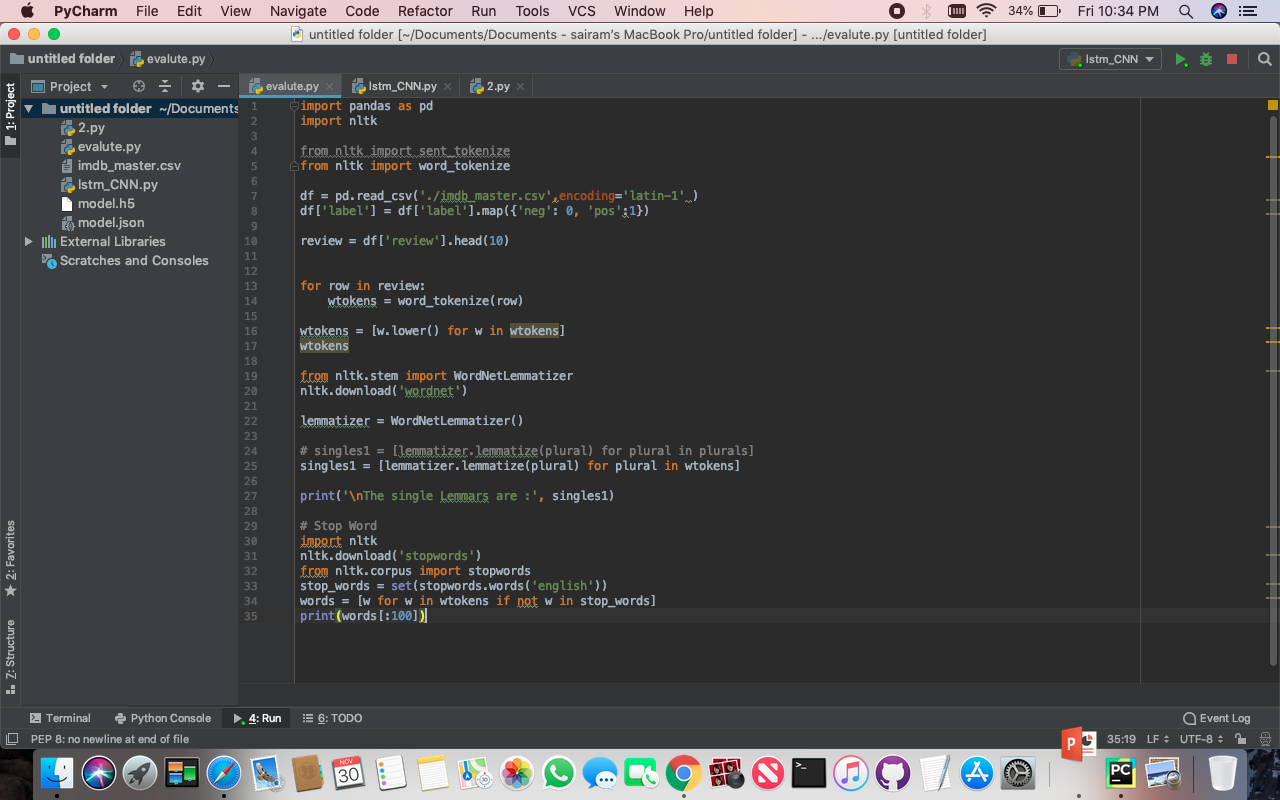 PyCharm File Edit View Navigate Code Refactor Run Tools VCS Window Help 34% Fri 10:34 PM
untitled folder [~/Documents/Documents - sairam's MacBook Pro/untitled folder] - .../evalute.py [untitled folder]
untitled folder evalute.py lstm_CNN
1: Project
Project
evalute.py lstm_CNN.py 2.py
untitled folder ~/Documents
2.py
evalute.py
imdb_master.csv
lstm_CNN.py
model.h5
model.json
External Libraries
Scratches and Consoles
1 import pandas as pd
2 import nltk
3
4 from nltk import sent_tokenize
5 from nltk import word_tokenize
6
7 df = pd.read_csv('./imdb_master.csv',encoding='latin-1' )
8 df['label'] = df['label'].map({'neg': 0, 'pos':1})
9
10 review = df['review'].head(10)
11
12
13 for row in review:
14 wtokens = word_tokenize(row)
15
16 wtokens = [w.lower() for w in wtokens]
17 wtokens
18
19 from nltk.stem import WordNetLemmatizer
20 nltk.download('wordnet')
21
22 lemmatizer = WordNetLemmatizer()
23
24 # singles1 = [lemmatizer.lemmatize(plural) for plural in plurals]
25 singles1 = [lemmatizer.lemmatize(plural) for plural in wtokens]
26
27 print('\nThe single Lemmars are :', singles1)
28
29 # Stop Word
30 import nltk
31 nltk.download('stopwords')
32 from nltk.corpus import stopwords
33 stop_words = set(stopwords.words('english'))
34 words = [w for w in wtokens if not w in stop_words]
35 print(words[:100])
2: Favorites
Z: Structure
Terminal Python Console 4: Run 6: TODO Event Log
PEP 8: no newline at end of file 35:19 LF UTF-8
NOV
30
30
P
>_
PC